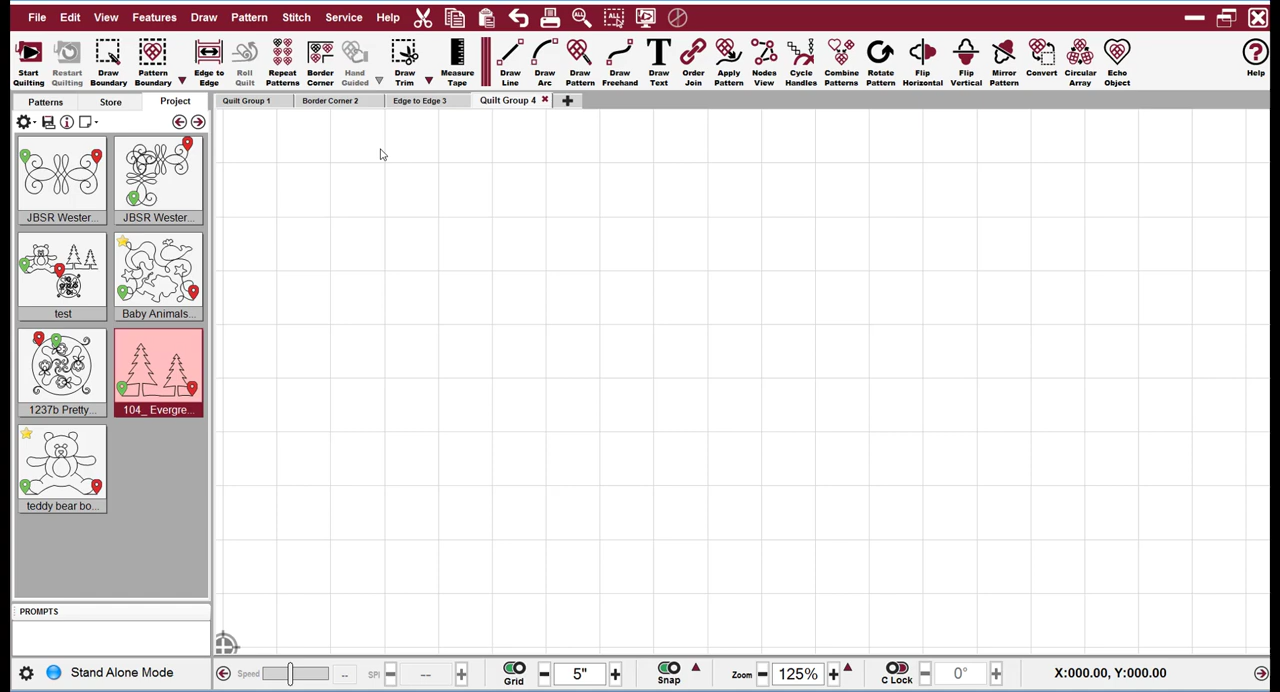 File Edit View Features Draw Pattern Stitch Service Help
Start Quilting
Restart Quilting
Draw Boundary
Pattern Boundary
Edge to Edge
Roll Quilt
Repeat Patterns
Border Corner
Hand Guided
Draw Trim
Measure Tape
Draw Line
Draw Arc
Draw Pattern
Draw Freehand
Draw Text
Order Join
Apply Pattern
Nodes View
Cycle Handles
Combine Patterns
Rotate Pattern
Flip Horizontal
Flip Vertical
Mirror Pattern
Convert
Circular Array
Echo Object
Help
Patterns Store Project
Quilt Group 1 Border Corner 2 Edge to Edge 3 Quilt Group 4
JBSR Wester... JBSR Wester...
test Baby Animals...
1237b Pretty... 104_ Evergre...
teddy bear bo...
PROMPTS
Stand Alone Mode
Speed -- SPI -- Grid 5" Snap Zoom 125% C Lock 0° X:000.00, Y:000.00